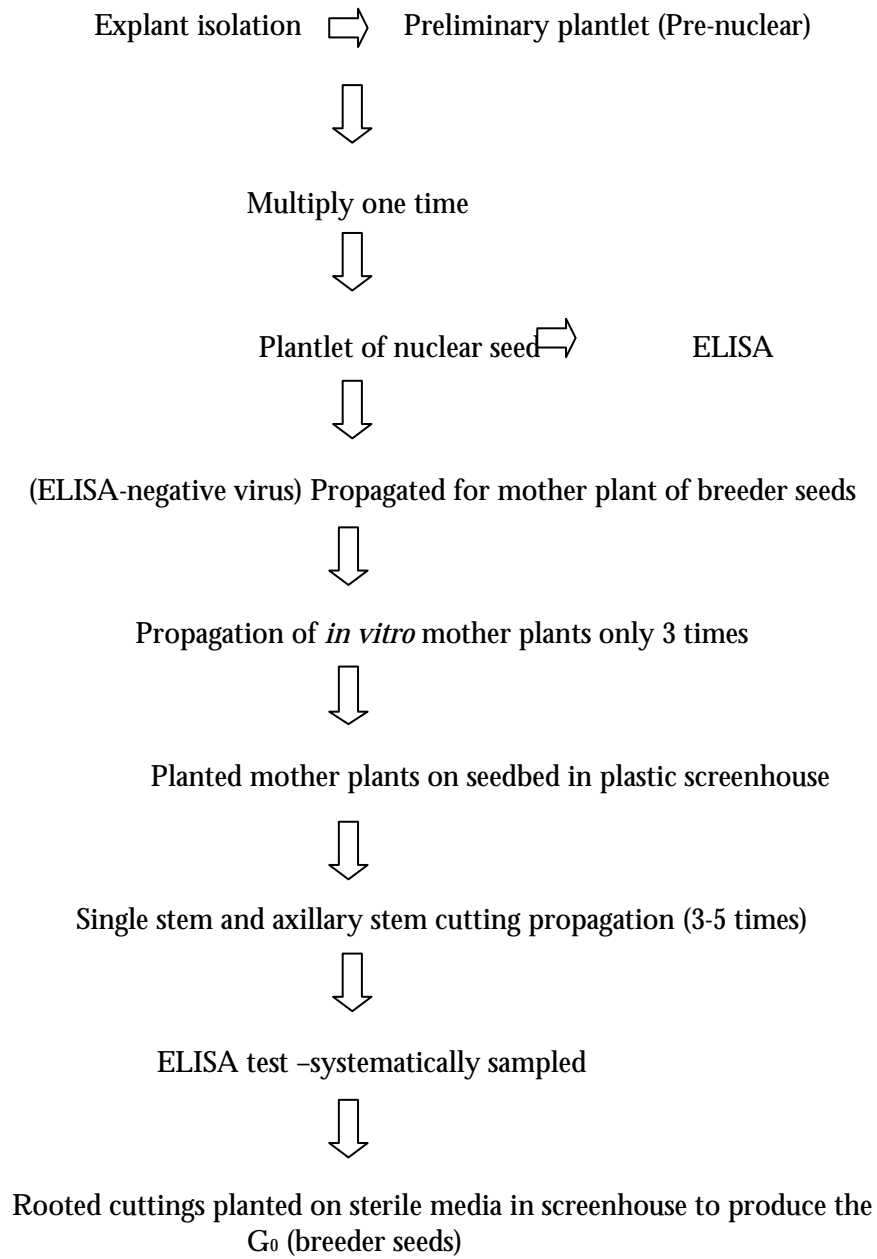 Explant isolation Preliminary plantlet (Pre-nuclear)
Multiply one time
Plantlet of nuclear seed ELISA
(ELISA-negative virus) Propagated for mother plant of breeder seeds
Propagation of in vitro mother plants only 3 times
Planted mother plants on seedbed in plastic screenhouse
Single stem and axillary stem cutting propagation (3-5 times)
ELISA test –systematically sampled
Rooted cuttings planted on sterile media in screenhouse to produce the
G₀ (breeder seeds)